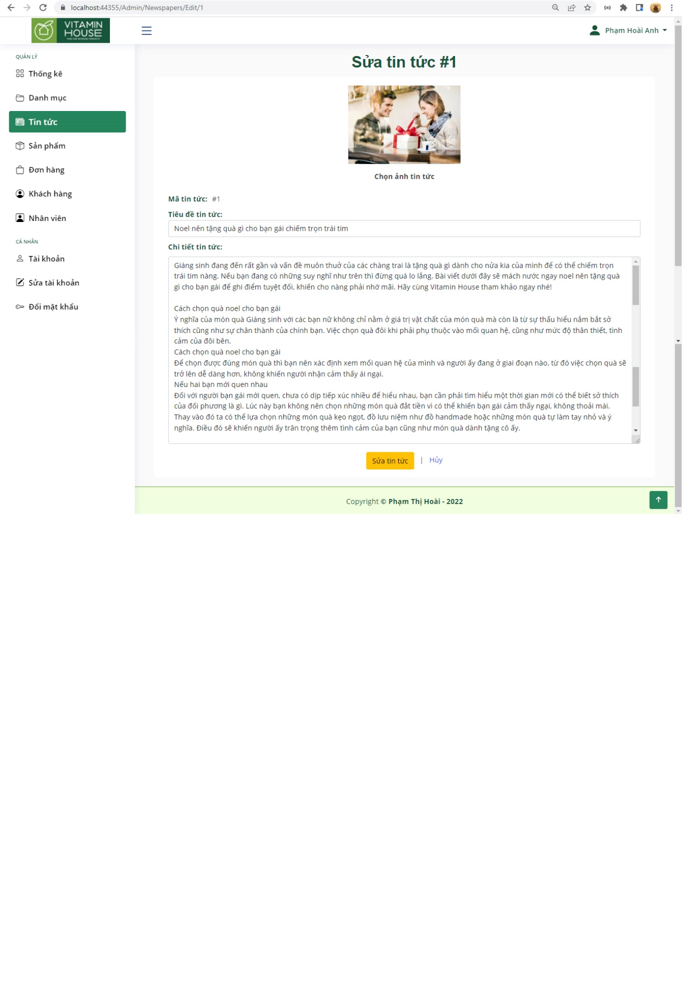 localhost:44355/Admin/Newspapers/Edit/1
VITAMIN
HOUSE
FOOD AND BEVERAGE PRODUCTS
Phạm Hoài Anh
QUẢN LÝ
Thống kê
Danh mục
Tin tức
Sản phẩm
Đơn hàng
Khách hàng
Nhân viên
CÁ NHÂN
Tài khoản
Sửa tài khoản
Đổi mật khẩu
Sửa tin tức #1
Chọn ảnh tin tức
Mã tin tức: #1
Tiêu đề tin tức:
Noel nên tặng quà gì cho bạn gái chiếm trọn trái tim
Chi tiết tin tức:
Giáng sinh đang đến rất gần và vấn đề muôn thuở của các chàng trai là tặng quà gì dành cho nửa kia của mình để có thể chiếm trọn
trái tim nàng. Nếu bạn đang có những suy nghĩ như trên thì đừng quá lo lắng. Bài viết dưới đây sẽ mách nước ngay noel nên tặng quà
gì cho bạn gái để ghi điểm tuyệt đối, khiến cho nàng phải nhớ mãi. Hãy cùng Vitamin House tham khảo ngay nhé!
Cách chọn quà noel cho bạn gái
Ý nghĩa của món quà Giáng sinh với các bạn nữ không chỉ nằm ở giá trị vật chất của món quà mà còn là từ sự thấu hiểu nắm bắt sở
thích cũng như sự chân thành của chính bạn. Việc chọn quà đôi khi phải phụ thuộc vào mối quan hệ, cũng như mức độ thân thiết, tình
cảm của đôi bên.
Cách chọn quà noel cho bạn gái
Để chọn được đúng món quà thì bạn nên xác định xem mối quan hệ của mình và người ấy đang ở giai đoạn nào, từ đó việc chọn quà sẽ
trở lên dễ dàng hơn, không khiến người nhận cảm thấy ái ngại.
Nếu hai bạn mới quen nhau
Đối với người bạn gái mới quen, chưa có dịp tiếp xúc nhiều để hiểu nhau, bạn cần phải tìm hiểu một thời gian mới có thể biết sở thích
của đối phương là gì. Lúc này bạn không nên chọn những món quà đắt tiền vì có thể khiến bạn gái cảm thấy ngại, không thoải mái.
Thay vào đó ta có thể lựa chọn những món quà kẹo ngọt, đồ lưu niệm như đồ handmade hoặc những món quà tự làm tay nhỏ và ý
nghĩa. Điều đó sẽ khiến người ấy trân trọng thêm tình cảm của bạn cũng như món quà dành tặng cô ấy.
Sửa tin tức | Hủy
Copyright © Phạm Thị Hoài - 2022